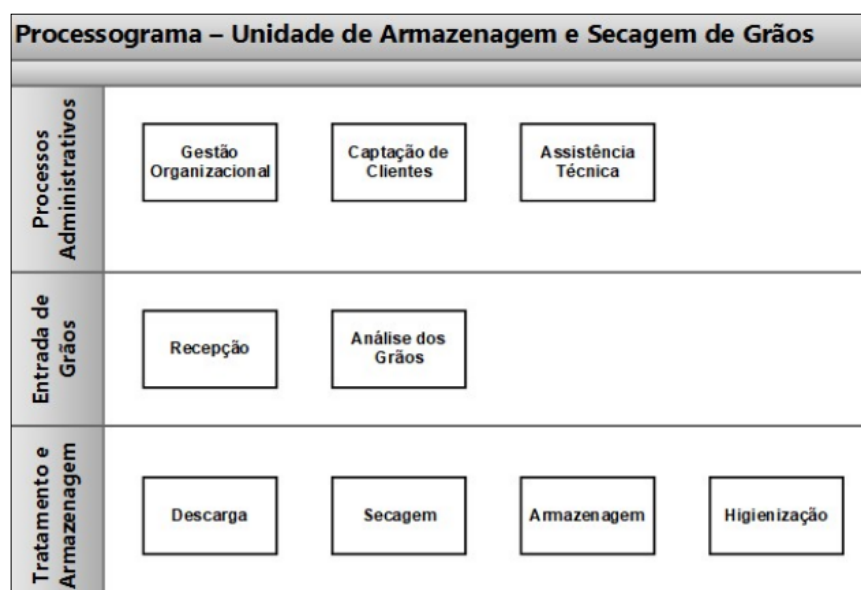 Processograma – Unidade de Armazenagem e Secagem de Grãos
Processos
Administrativos
Gestão
Organizacional
Captação de
Clientes
Assistência
Técnica
Entrada de
Grãos
Recepção
Análise dos
Grãos
Tratamento e
Armazenagem
Descarga
Secagem
Armazenagem
Higienização